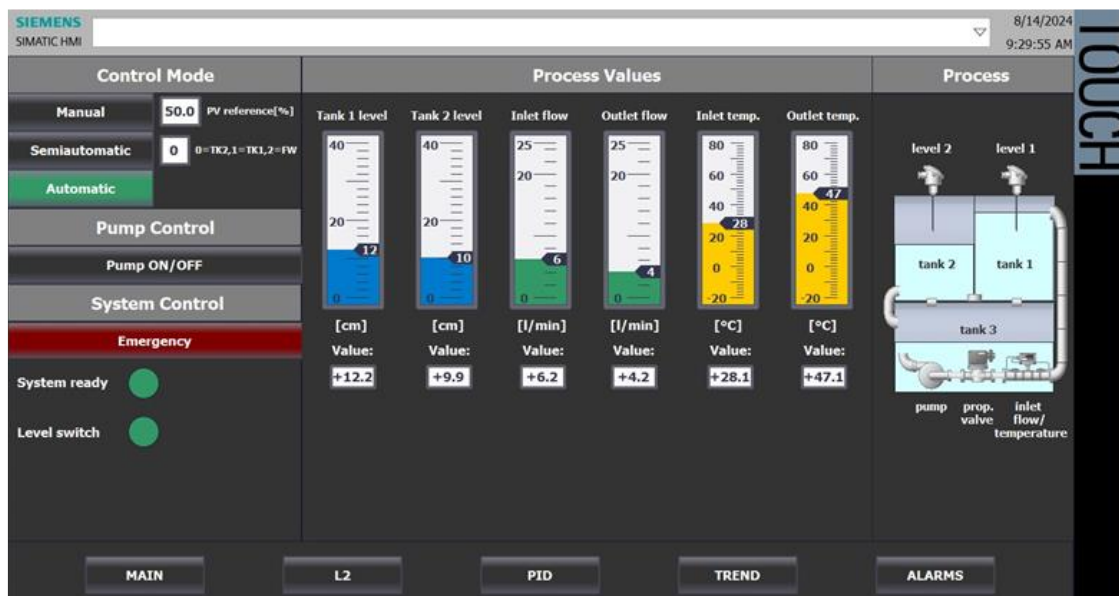 SIEMENS
SIMATIC HMI
8/14/2024
9:29:55 AM
TOUCH
Control Mode
Manual
50.0 PV reference[%]
Semiautomatic
0 0=TK2,1=TK1,2=FW
Automatic
Pump Control
Pump ON/OFF
System Control
Emergency
System ready
Level switch
Process Values
Tank 1 level Tank 2 level Inlet flow Outlet flow Inlet temp. Outlet temp.
40 40 25 25 80 80
20 20 60 60
40 40
20 20 20 20
0 0
0 0 0 0 -20 -20
12 10 6 4 28 47
[cm] [cm] [l/min] [l/min] [°C] [°C]
Value: Value: Value: Value: Value: Value:
+12.2 +9.9 +6.2 +4.2 +28.1 +47.1
Process
level 2 level 1
tank 2 tank 1
tank 3
pump prop. inlet
valve flow/
temperature
MAIN L2 PID TREND ALARMS